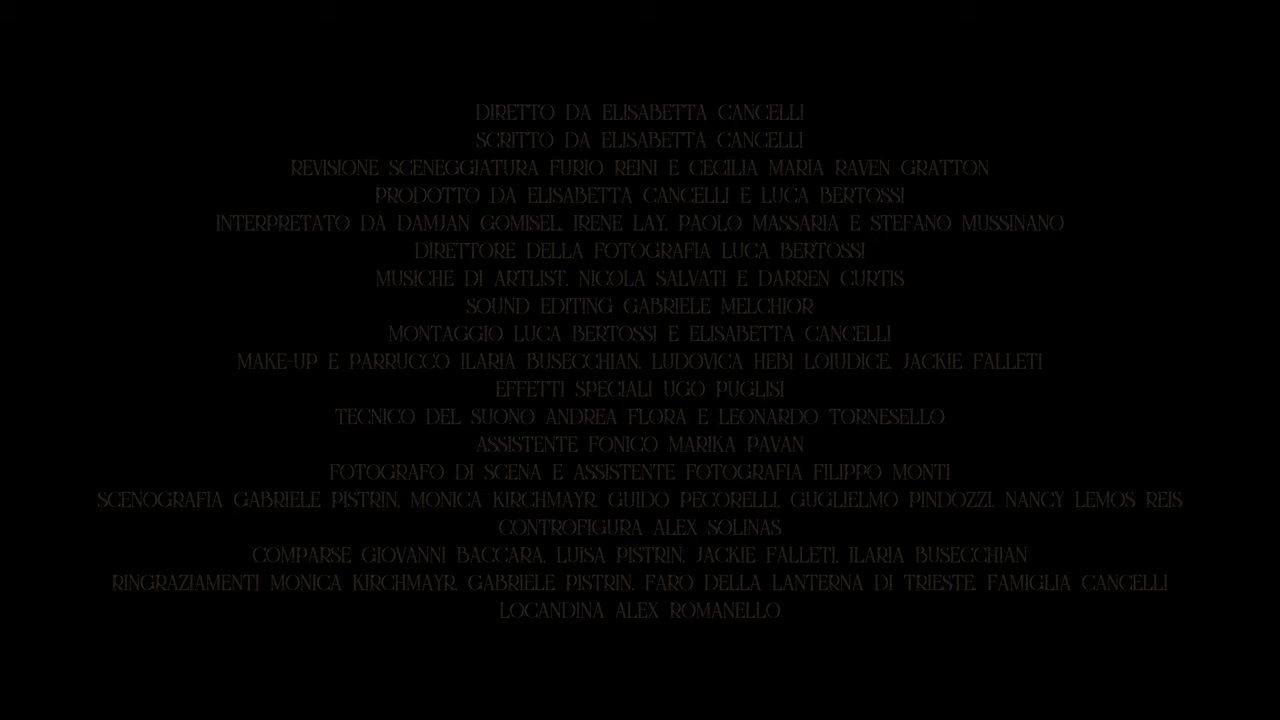 DIRETTO DA ELISABETTA CANCELLI
SCRITTO DA ELISABETTA CANCELLI
REVISIONE SCENEGGIATURA FURIO REINI E CECILIA MARIA RAVEN GRATTON
PRODOTTO DA ELISABETTA CANCELLI E LUCA BERTOSSI
INTERPRETATO DA DAMJAN GOMISEL, IRENE LAY, PAOLO MASSARIA E STEFANO MUSSINANO
DIRETTORE DELLA FOTOGRAFIA LUCA BERTOSSI
MUSICHE DI ARTLIST, NICOLA SALVATI E DARREN CURTIS
SOUND EDITING GABRIELE MELCHIOR
MONTAGGIO LUCA BERTOSSI E ELISABETTA CANCELLI
MAKE-UP E PARRUCCO ILARIA BUSECCHIAN, LUDOVICA HEBI LOIUDICE, JACKIE FALLETI
EFFETTI SPECIALI UGO PUGLISI
TECNICO DEL SUONO ANDREA FLORA E LEONARDO TORNESELLO
ASSISTENTE FONICO MARIKA PAVAN
FOTOGRAFO DI SCENA E ASSISTENTE FOTOGRAFIA FILIPPO MONTI
SCENOGRAFIA GABRIELE PISTRIN, MONICA KIRCHMAYR, GUIDO PECORELLI, GUGLIELMO PINDOZZI, NANCY LEMOS REIS
CONTROFIGURA ALEX SOLINAS
COMPARSE GIOVANNI BACCARA, LUISA PISTRIN, JACKIE FALLETI, ILARIA BUSECCHIAN
RINGRAZIAMENTI MONICA KIRCHMAYR, GABRIELE PISTRIN, FARO DELLA LANTERNA DI TRIESTE, FAMIGLIA CANCELLI
LOCANDINA ALEX ROMANELLO